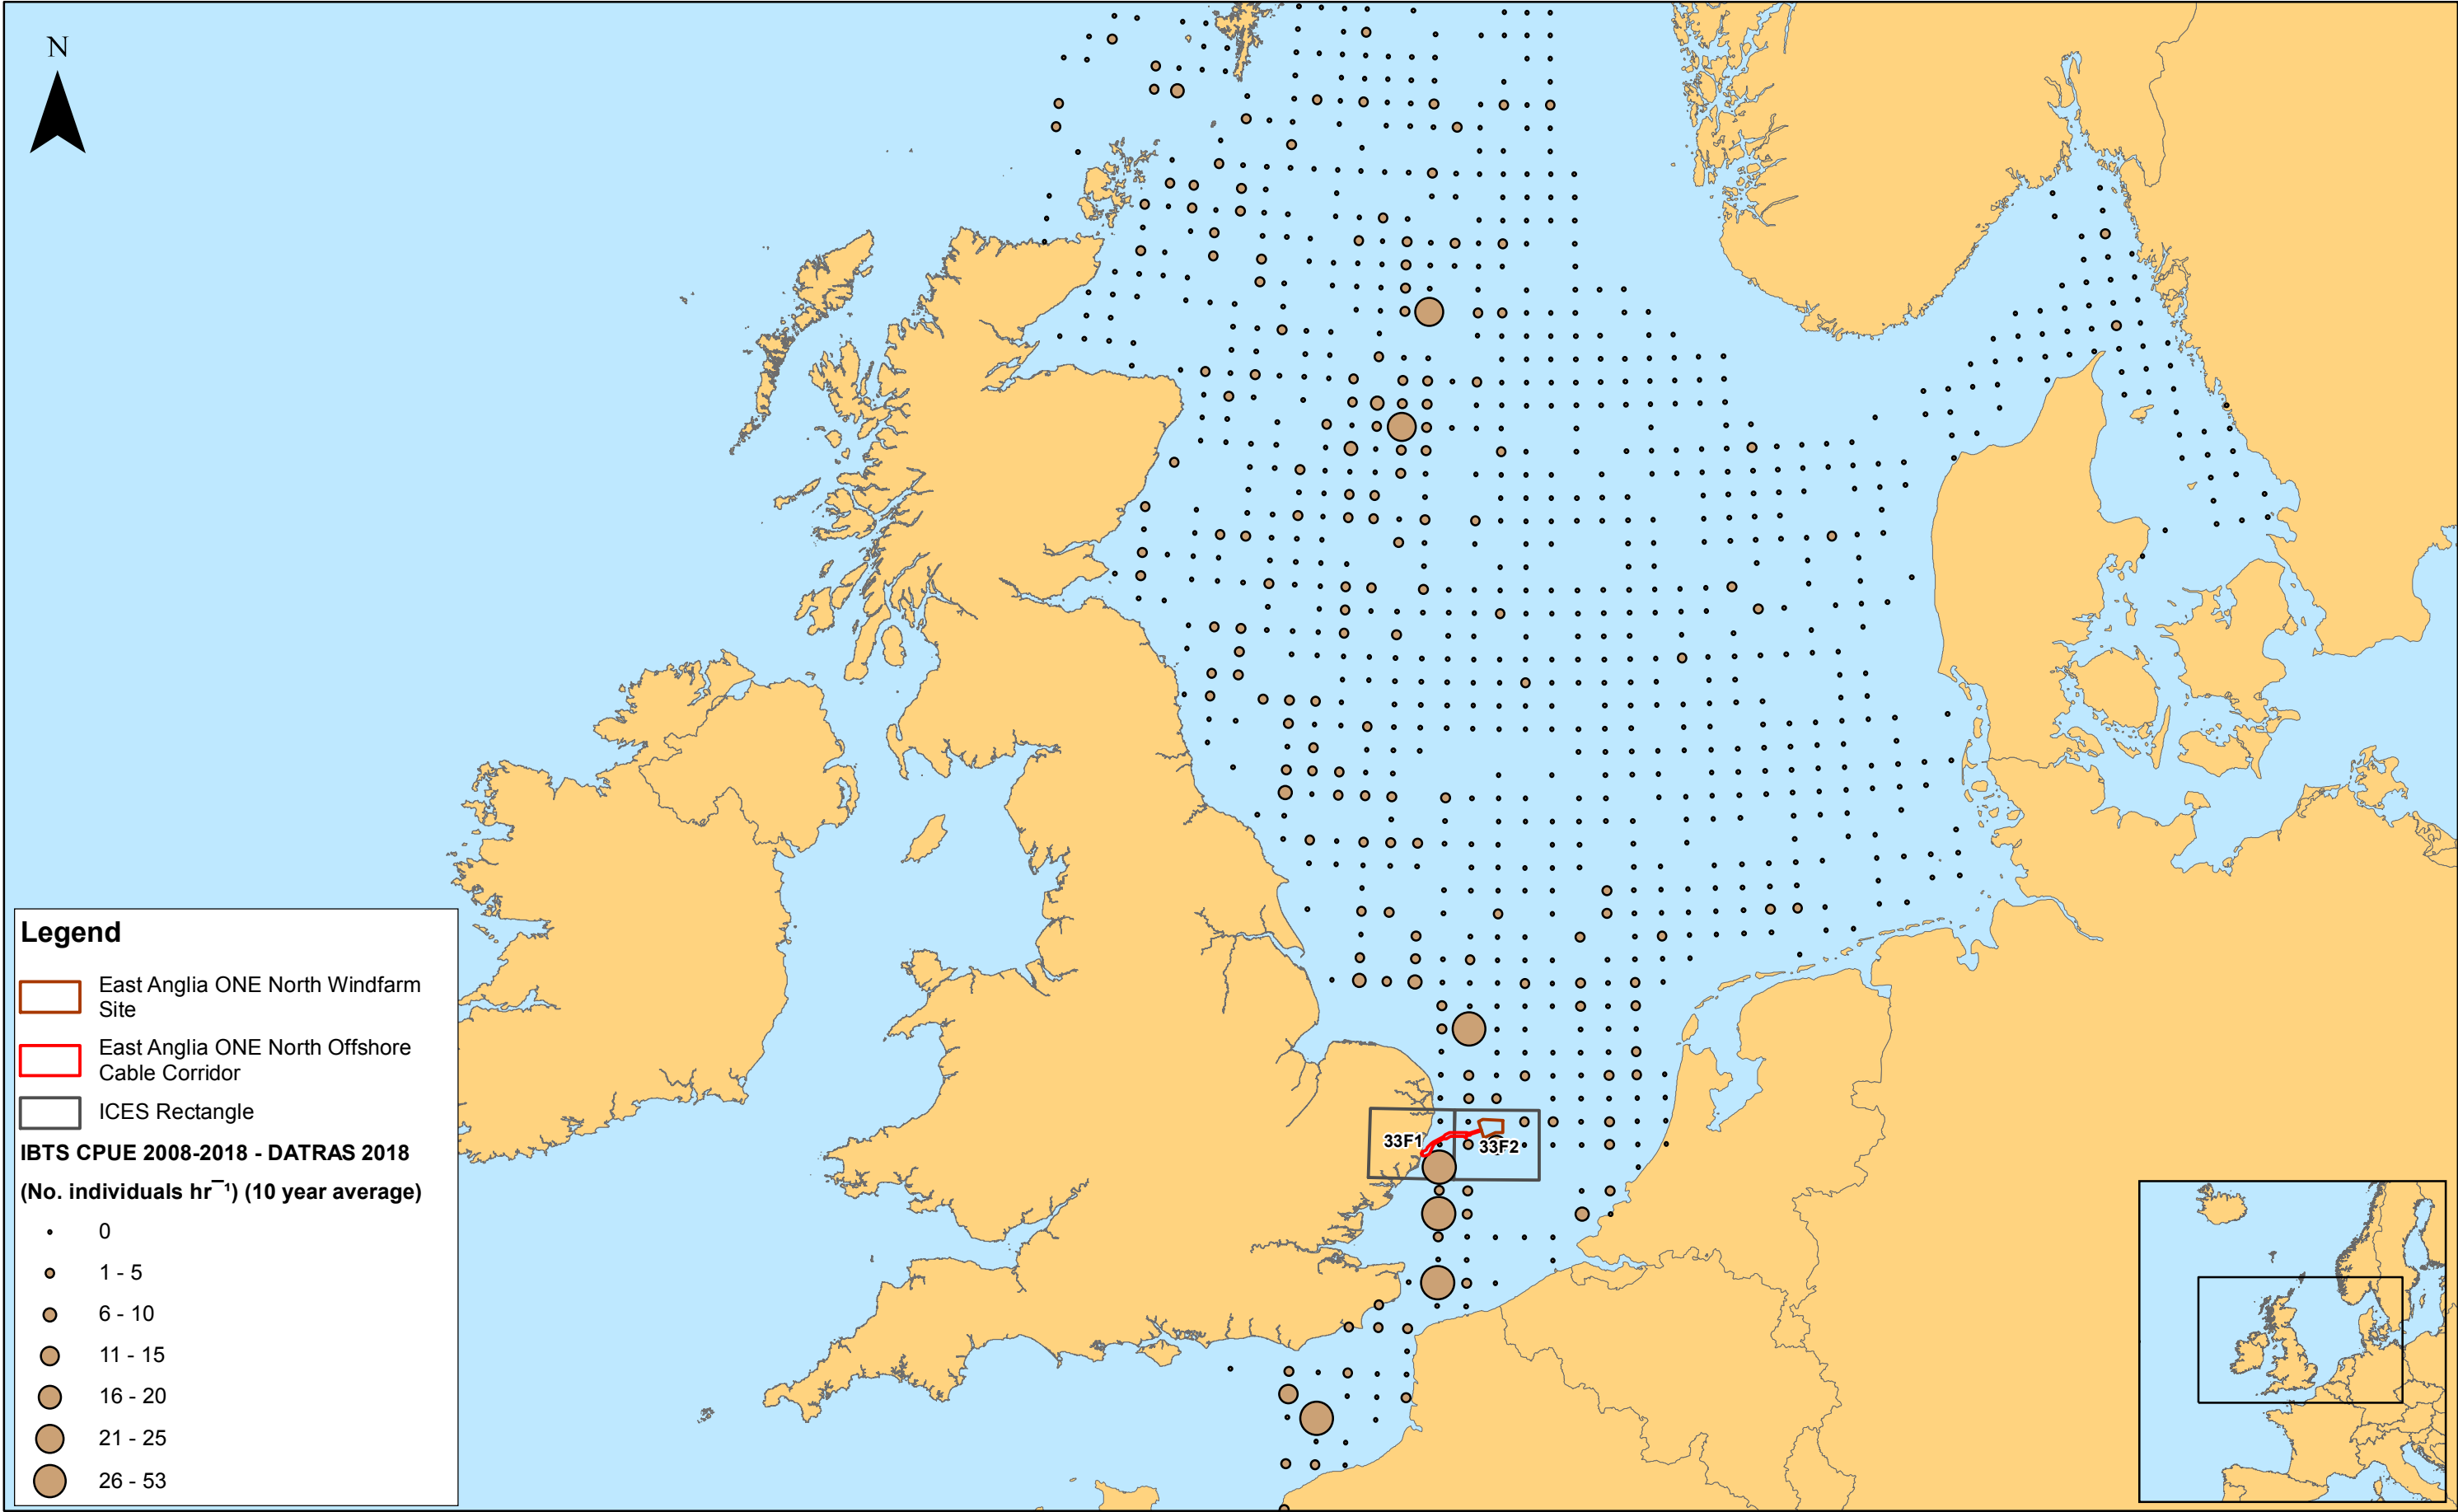 N
33F1
33F2
Legend
East Anglia ONE North Windfarm
Site
East Anglia ONE North Offshore
Cable Corridor
ICES Rectangle
IBTS CPUE 2008-2018 - DATRAS 2018
(No. individuals hr¯¹) (10 year average)
0
1 - 5
6 - 10
11 - 15
16 - 20
21 - 25
26 - 53